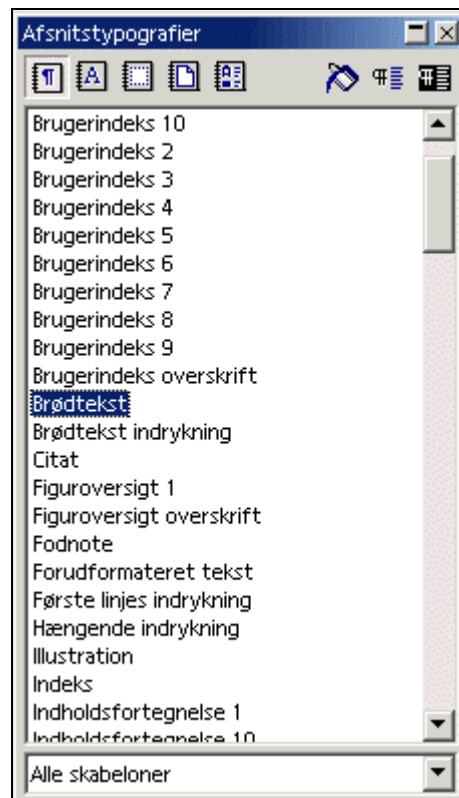 Afsnitstypografier
Brugerindeks 10
Brugerindeks 2
Brugerindeks 3
Brugerindeks 4
Brugerindeks 5
Brugerindeks 6
Brugerindeks 7
Brugerindeks 8
Brugerindeks 9
Brugerindeks overskrift
Brødtekst
Brødtekst indrykning
Citat
Figuroversigt 1
Figuroversigt overskrift
Fodnote
Forudformateret tekst
Første linjes indrykning
Hængende indrykning
Illustration
Indeks
Indholdsfortegnelse 1
Indholdsfortegnelse 10
Alle skabeloner